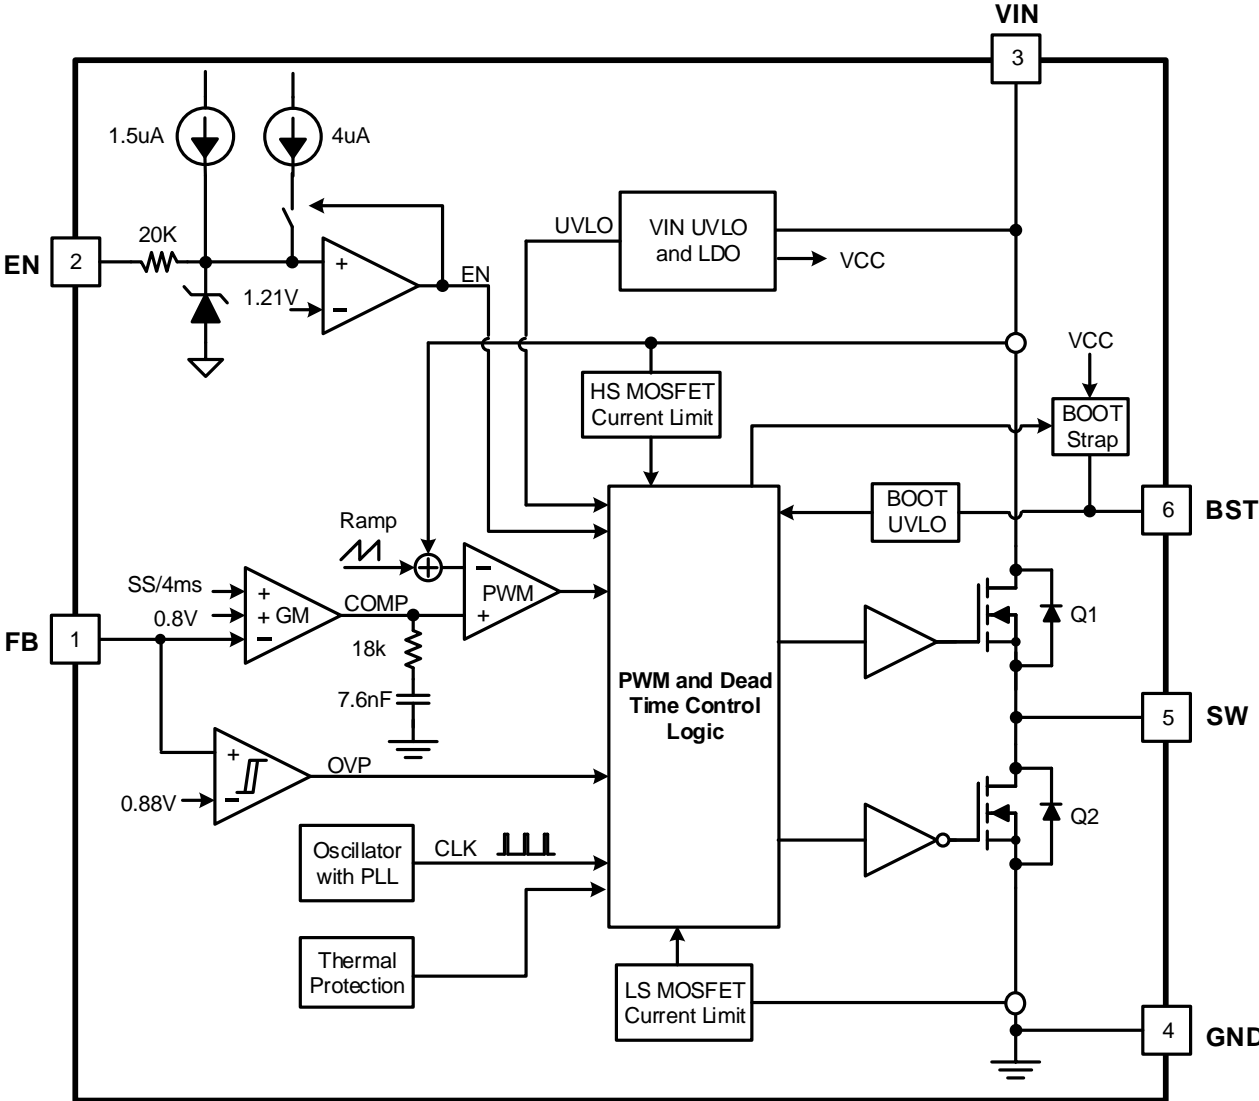 VIN
3
1.5uA
4uA
20K
EN
2
+
1.21V
−
EN
UVLO
VIN UVLO
and LDO
VCC
VCC
HS MOSFET
Current Limit
BOOT
Strap
BOOT
UVLO
6
BST
Ramp
+
−
PWM
+
SS/4ms
+
0.8V
+
GM
−
COMP
FB
1
18k
7.6nF
PWM and Dead
Time Control
Logic
Q1
5
SW
+
0.88V
−
OVP
Q2
Oscillator
with PLL
CLK
Thermal
Protection
LS MOSFET
Current Limit
4
GND